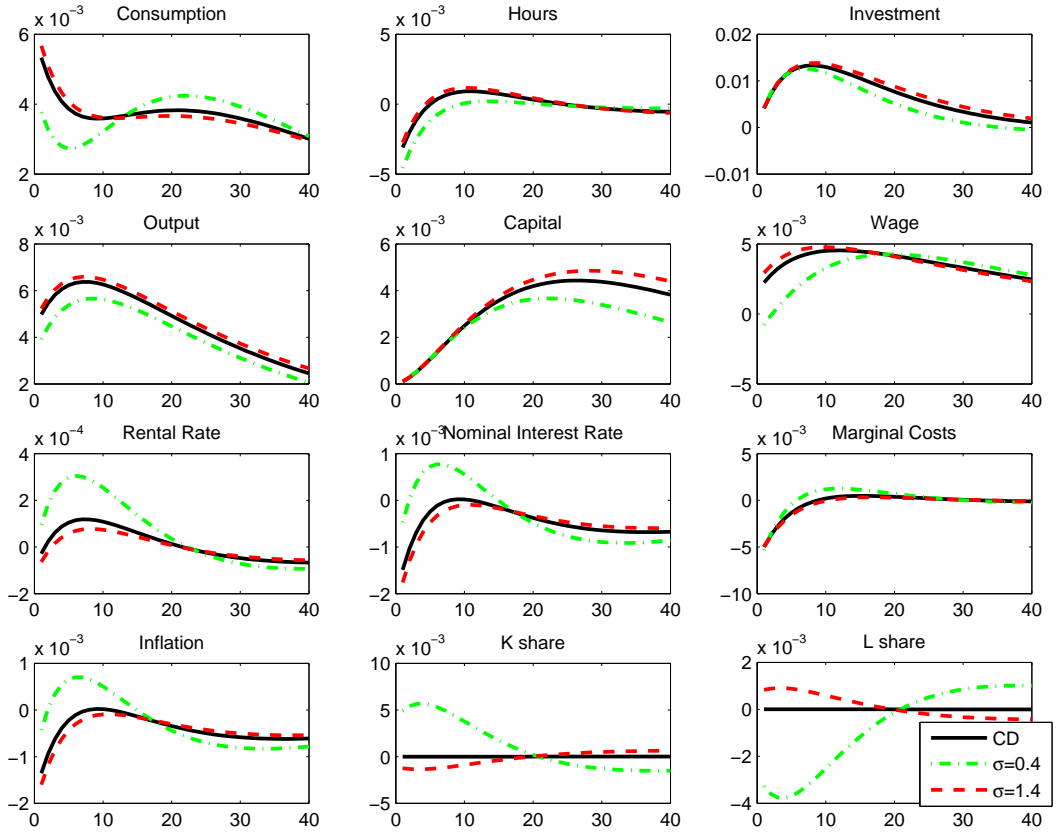 Consumption
x 10⁻³
6
4
2
0 10 20 30 40
Hours
x 10⁻³
5
0
−5
0 10 20 30 40
Investment
0.02
0.01
0
−0.01
0 10 20 30 40
Output
x 10⁻³
8
6
4
2
0 10 20 30 40
Capital
x 10⁻³
6
4
2
0
0 10 20 30 40
Wage
x 10⁻³
5
0
−5
0 10 20 30 40
Rental Rate
x 10⁻⁴
4
2
0
−2
0 10 20 30 40
Nominal Interest Rate
x 10⁻³
1
0
−1
−2
0 10 20 30 40
Marginal Costs
x 10⁻³
5
0
−5
−10
0 10 20 30 40
Inflation
x 10⁻³
1
0
−1
−2
0 10 20 30 40
K share
x 10⁻³
10
5
0
−5
0 10 20 30 40
L share
x 10⁻³
2
0
−2
−4
0 10 20 30 40
CD
σ=0.4
σ=1.4